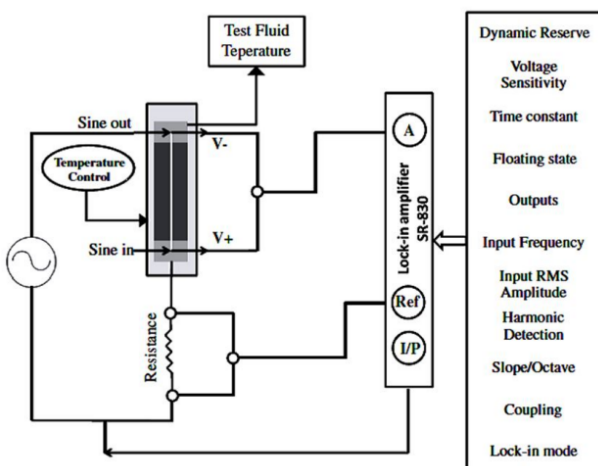 Test Fluid
Teperature
Sine out
V-
Temperature
Control
Sine in
V+
Resistance
A
Lock-in amplifier
SR-830
Ref
I/P
Dynamic Reserve
Voltage
Sensitivity
Time constant
Floating state
Outputs
Input Frequency
Input RMS
Amplitude
Harmonic
Detection
Slope/Octave
Coupling
Lock-in mode